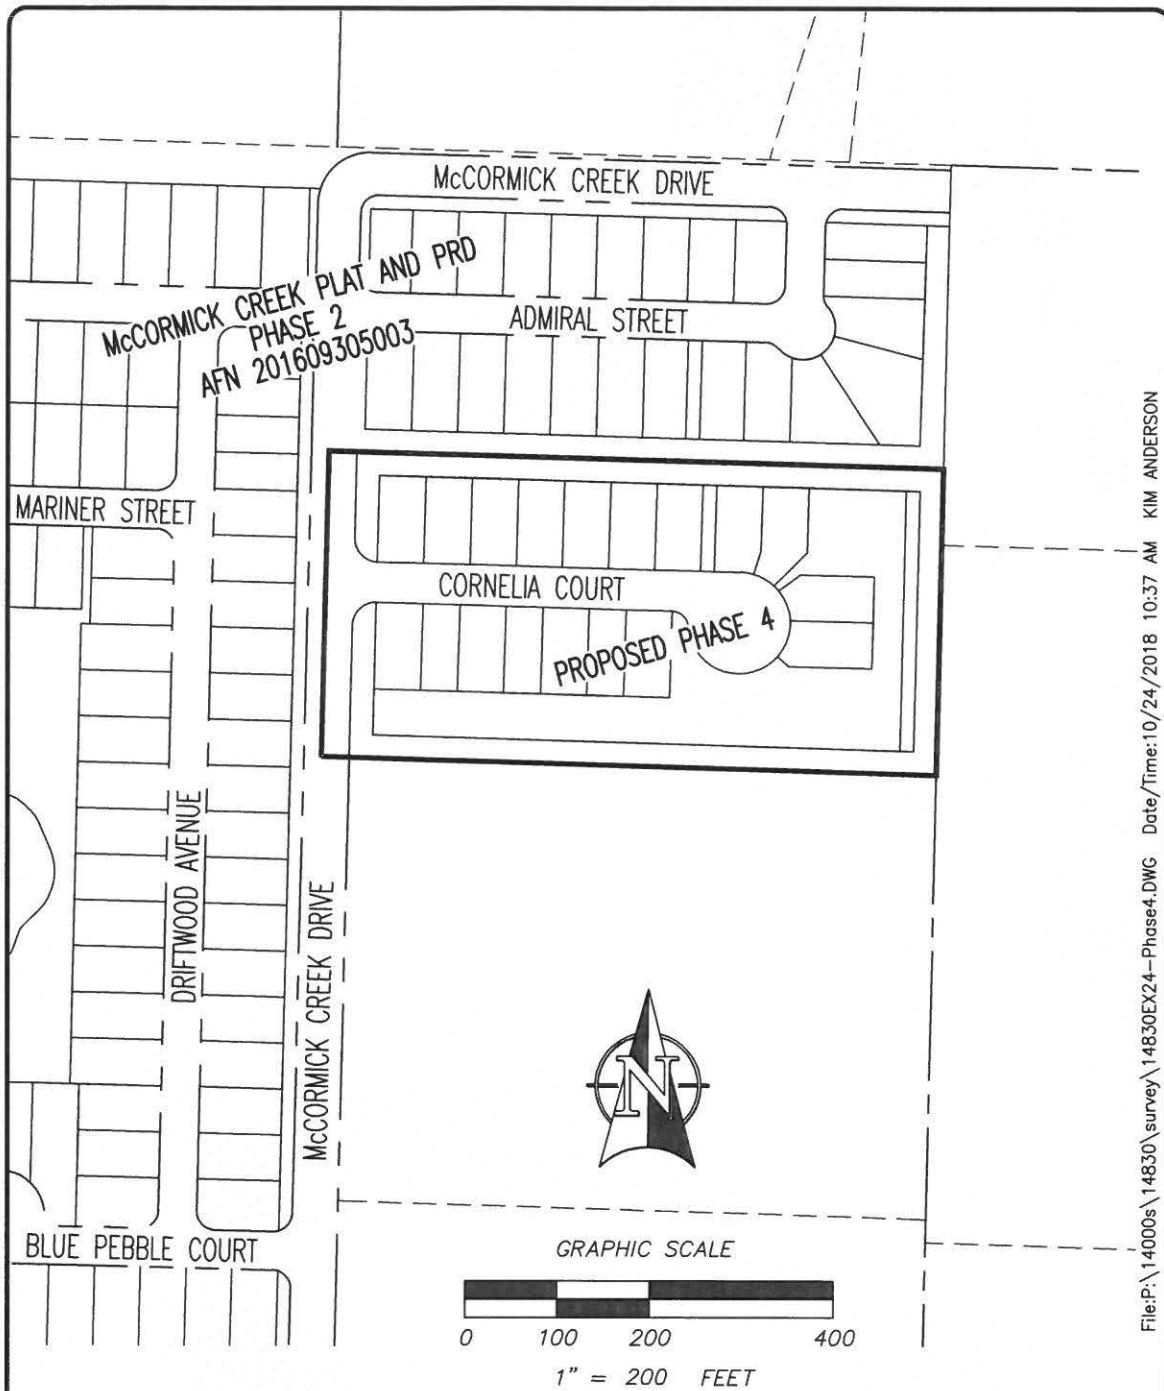 McCORMICK CREEK DRIVE
McCORMICK CREEK PLAT AND PRD
PHASE 2
AFN 201609305003
ADMIRAL STREET
MARINER STREET
CORNELIA COURT
PROPOSED PHASE 4
DRIFTWOOD AVENUE
McCORMICK CREEK DRIVE
BLUE PEBBLE COURT
N
GRAPHIC SCALE
0 100 200 400
1" = 200 FEET
File:P:\14000s\14830\survey\14830EX24-Phase4.DWG Date/Time:10/24/2018 10:37 AM KIM ANDERSON